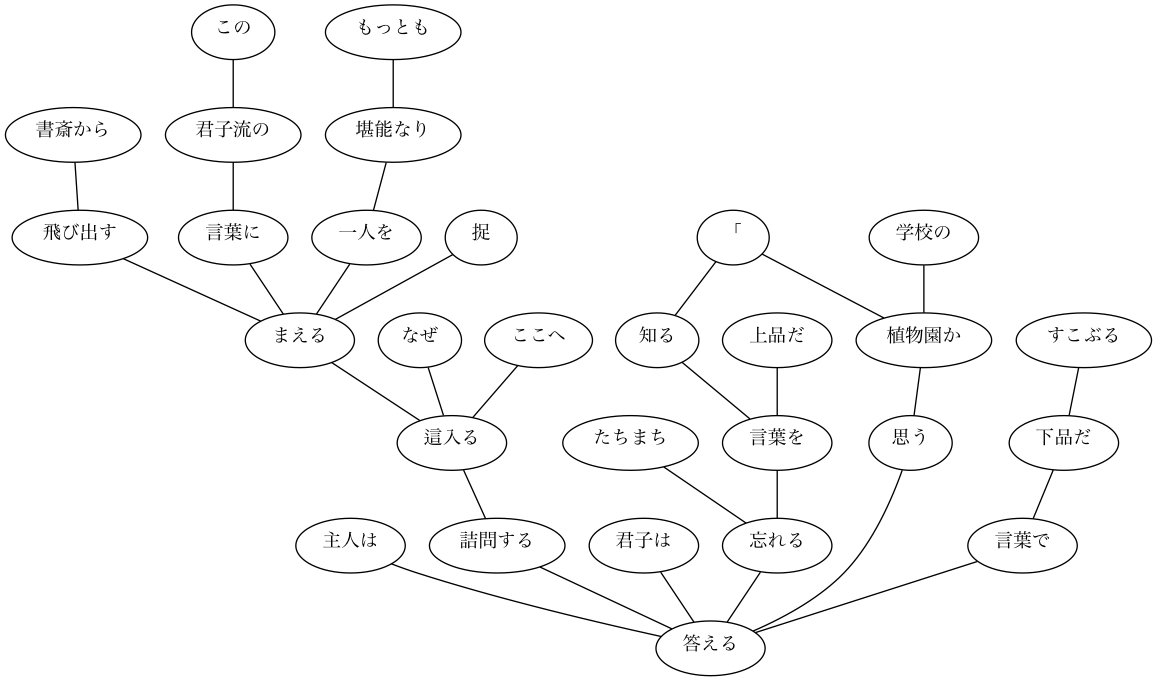 この
もっとも
書斎から
君子流の
堪能なり
飛び出す
言葉に
一人を
捉
「
学校の
まえる
なぜ
ここへ
知る
上品だ
植物園か
すこぶる
這入る
たちまち
言葉を
思う
下品だ
主人は
詰問する
君子は
忘れる
言葉で
答える